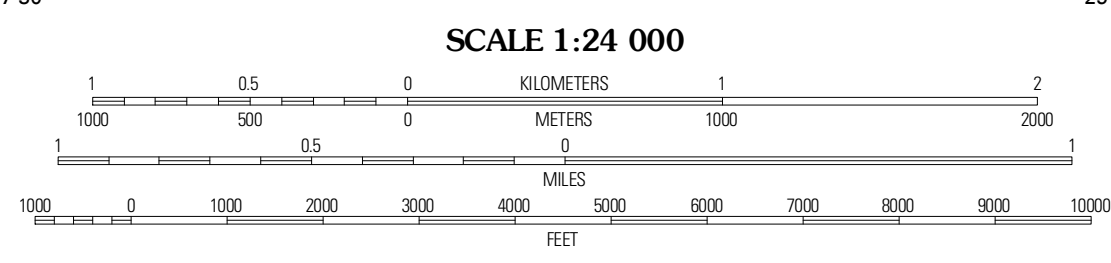 SCALE 1:24 000
1 0.5 0 KILOMETERS 1 2
1000 500 0 METERS 1000 2000
1 0.5 0 1
MILES
1000 0 1000 2000 3000 4000 5000 6000 7000 8000 9000 10000
FEET